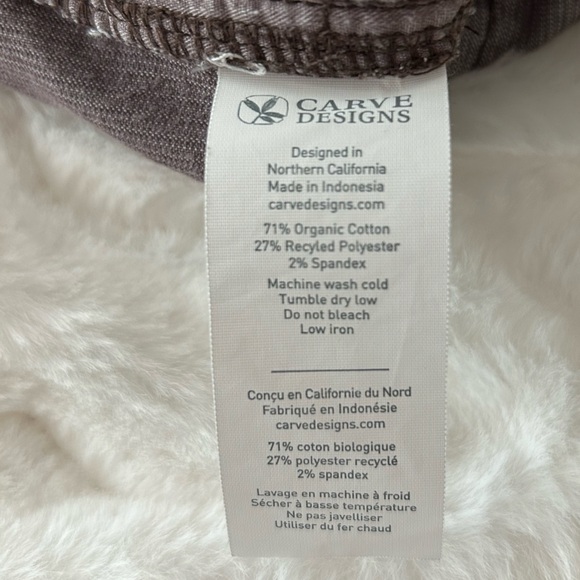 CARVE
DESIGNS
Designed in
Northern California
Made in Indonesia
carvedesigns.com
71% Organic Cotton
27% Recyled Polyester
2% Spandex
Machine wash cold
Tumble dry low
Do not bleach
Low iron
Conçu en Californie du Nord
Fabriqué en Indonésie
carvedesigns.com
71% coton biologique
27% polyester recyclé
2% spandex
Lavage en machine à froid
Sécher à basse température
Ne pas javelliser
Utiliser du fer chaud